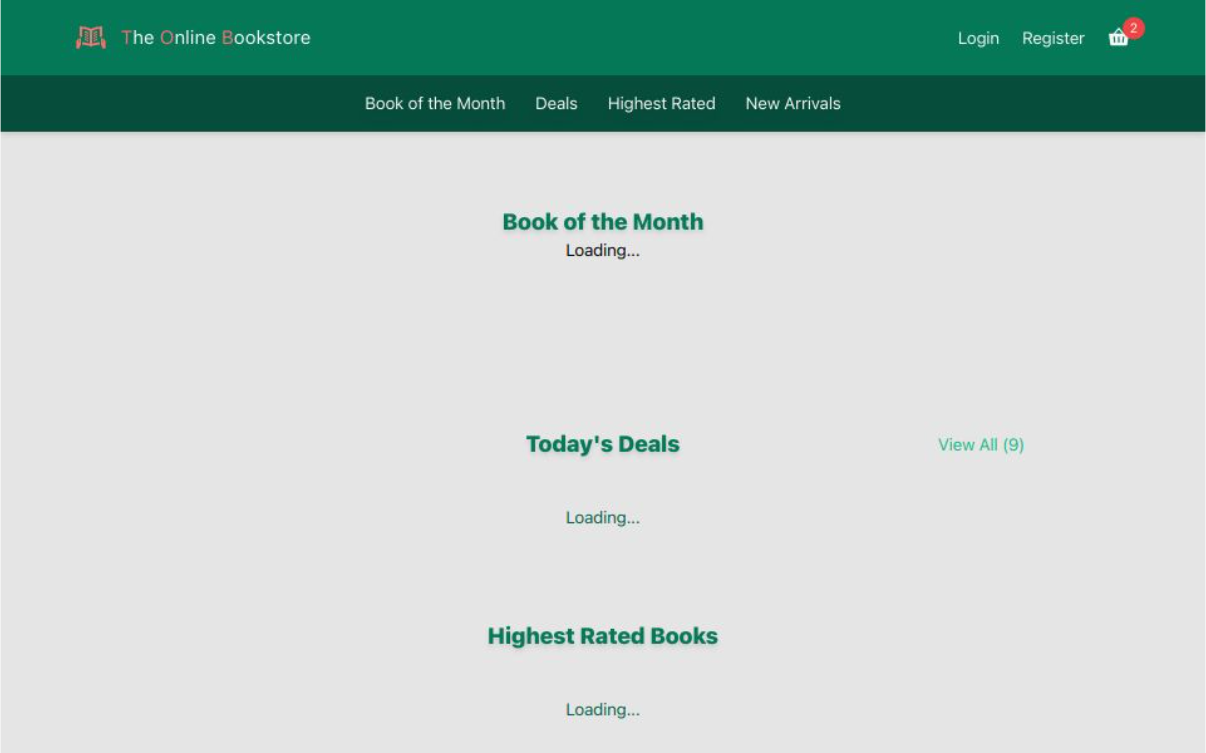 The Online Bookstore
Login Register 2
Book of the Month Deals Highest Rated New Arrivals
Book of the Month
Loading...
Today's Deals View All (9)
Loading...
Highest Rated Books
Loading...